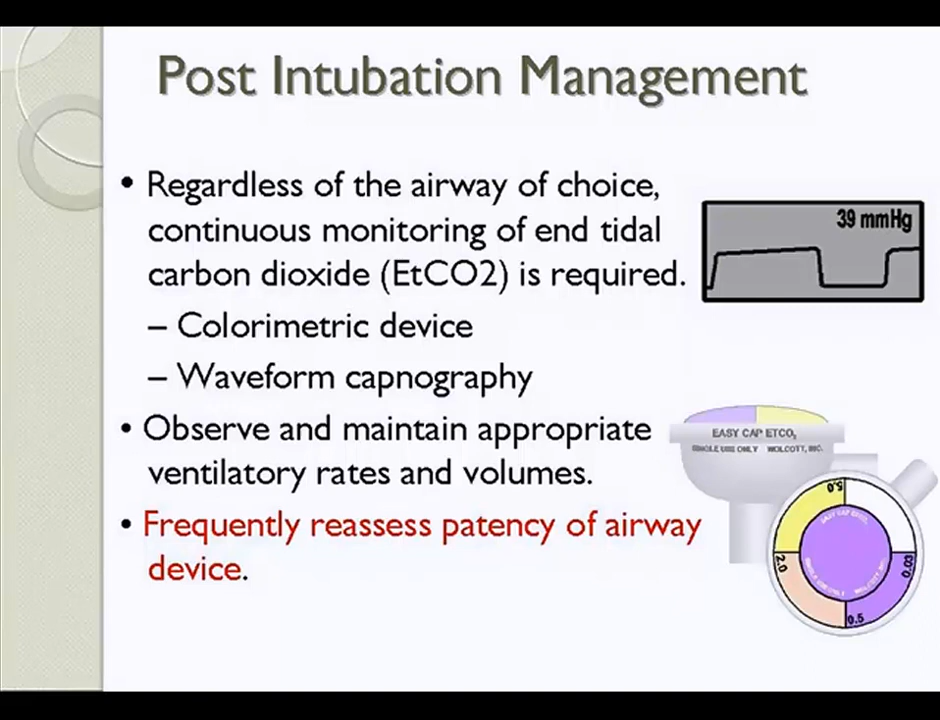 Post Intubation Management
• Regardless of the airway of choice,
continuous monitoring of end tidal
carbon dioxide (EtCO2) is required.
– Colorimetric device
– Waveform capnography
• Observe and maintain appropriate
ventilatory rates and volumes.
• Frequently reassess patency of airway
device.
39 mmHg
EASY CAP ETCO₂
SINGLE USE ONLY WOLCOTT, INC.
5.0
2.0
0.03
0.5